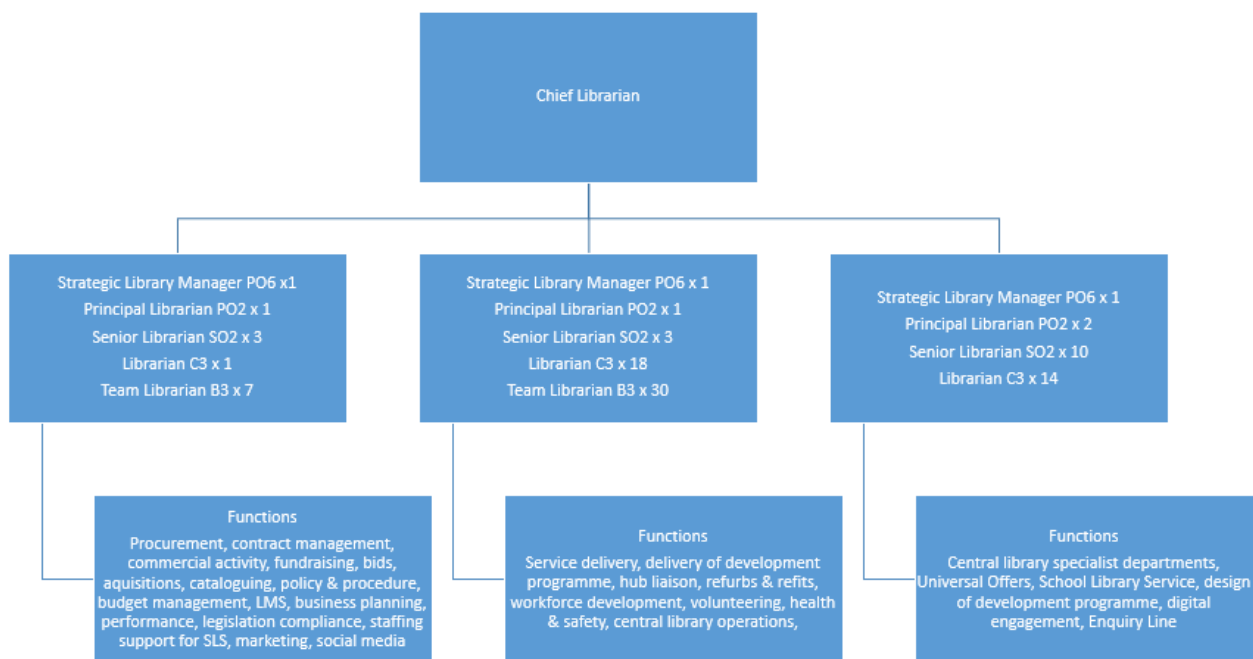 Chief Librarian
Strategic Library Manager PO6 x1
Principal Librarian PO2 x 1
Senior Librarian SO2 x 3
Librarian C3 x 1
Team Librarian B3 x 7
Strategic Library Manager PO6 x 1
Principal Librarian PO2 x 1
Senior Librarian SO2 x 3
Librarian C3 x 18
Team Librarian B3 x 30
Strategic Library Manager PO6 x 1
Principal Librarian PO2 x 2
Senior Librarian SO2 x 10
Librarian C3 x 14
Functions
Procurement, contract management,
commercial activity, fundraising, bids,
aquisitions, cataloguing, policy & procedure,
budget management, LMS, business planning,
performance, legislation compliance, staffing
support for SLS, marketing, social media
Functions
Service delivery, delivery of development
programme, hub liaison, refurbs & refits,
workforce development, volunteering, health
& safety, central library operations,
Functions
Central library specialist departments,
Universal Offers, School Library Service, design
of development programme, digital
engagement, Enquiry Line